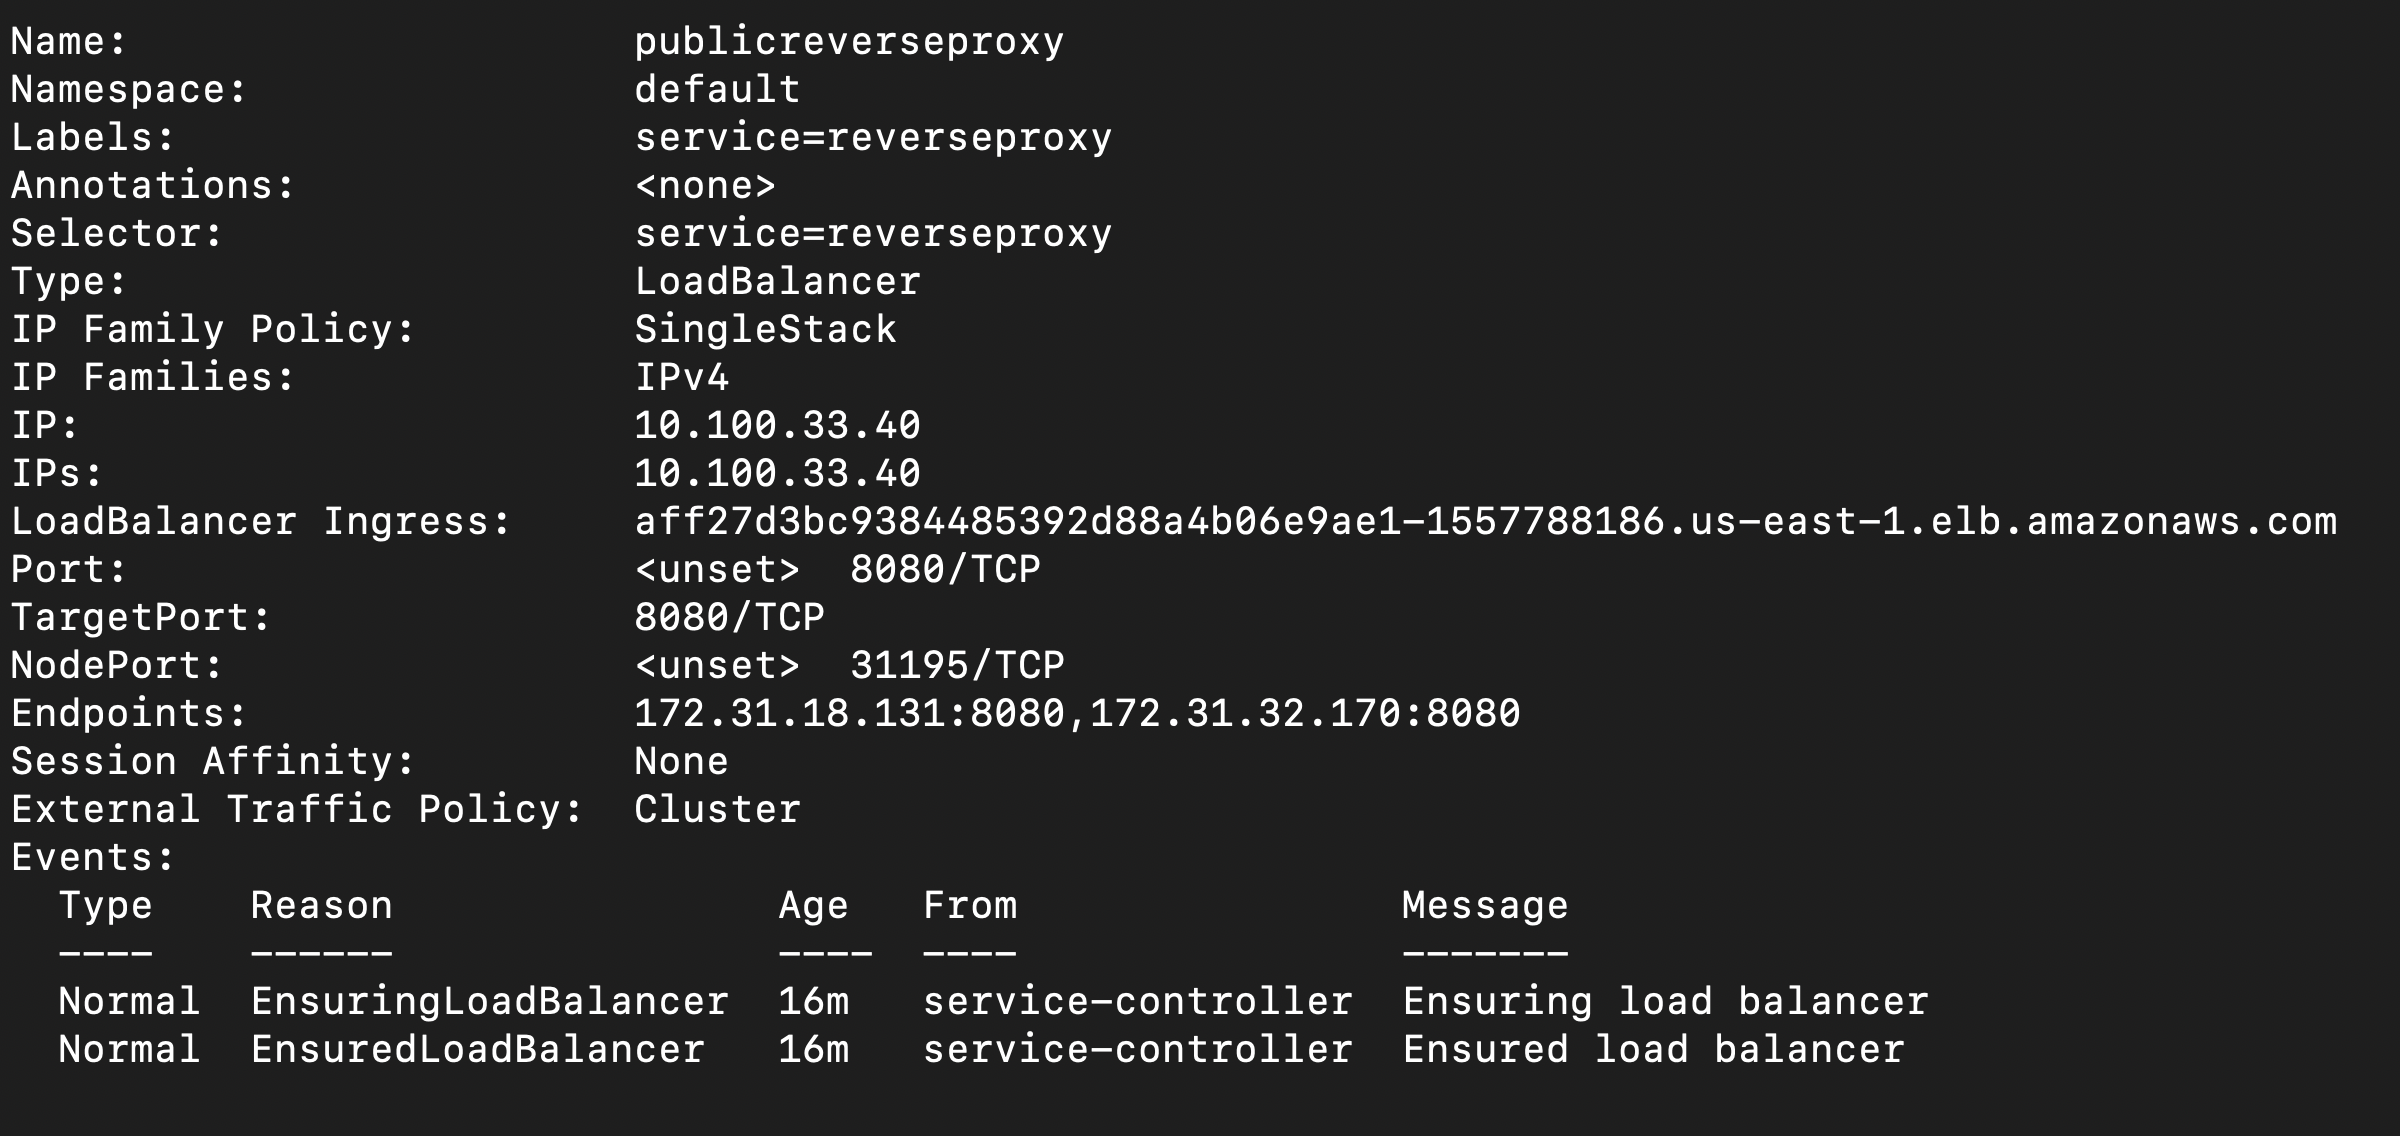 Name:                     publicreverseproxy
Namespace:                default
Labels:                   service=reverseproxy
Annotations:              <none>
Selector:                 service=reverseproxy
Type:                     LoadBalancer
IP Family Policy:         SingleStack
IP Families:              IPv4
IP:                       10.100.33.40
IPs:                      10.100.33.40
LoadBalancer Ingress:     aff27d3bc9384485392d88a4b06e9ae1-1557788186.us-east-1.elb.amazonaws.com
Port:                     <unset>  8080/TCP
TargetPort:               8080/TCP
NodePort:                 <unset>  31195/TCP
Endpoints:                172.31.18.131:8080,172.31.32.170:8080
Session Affinity:         None
External Traffic Policy:  Cluster
Events:
  Type    Reason                Age   From                Message
  ----    ------                ----  ----                -------
  Normal  EnsuringLoadBalancer  16m   service-controller  Ensuring load balancer
  Normal  EnsuredLoadBalancer   16m   service-controller  Ensured load balancer